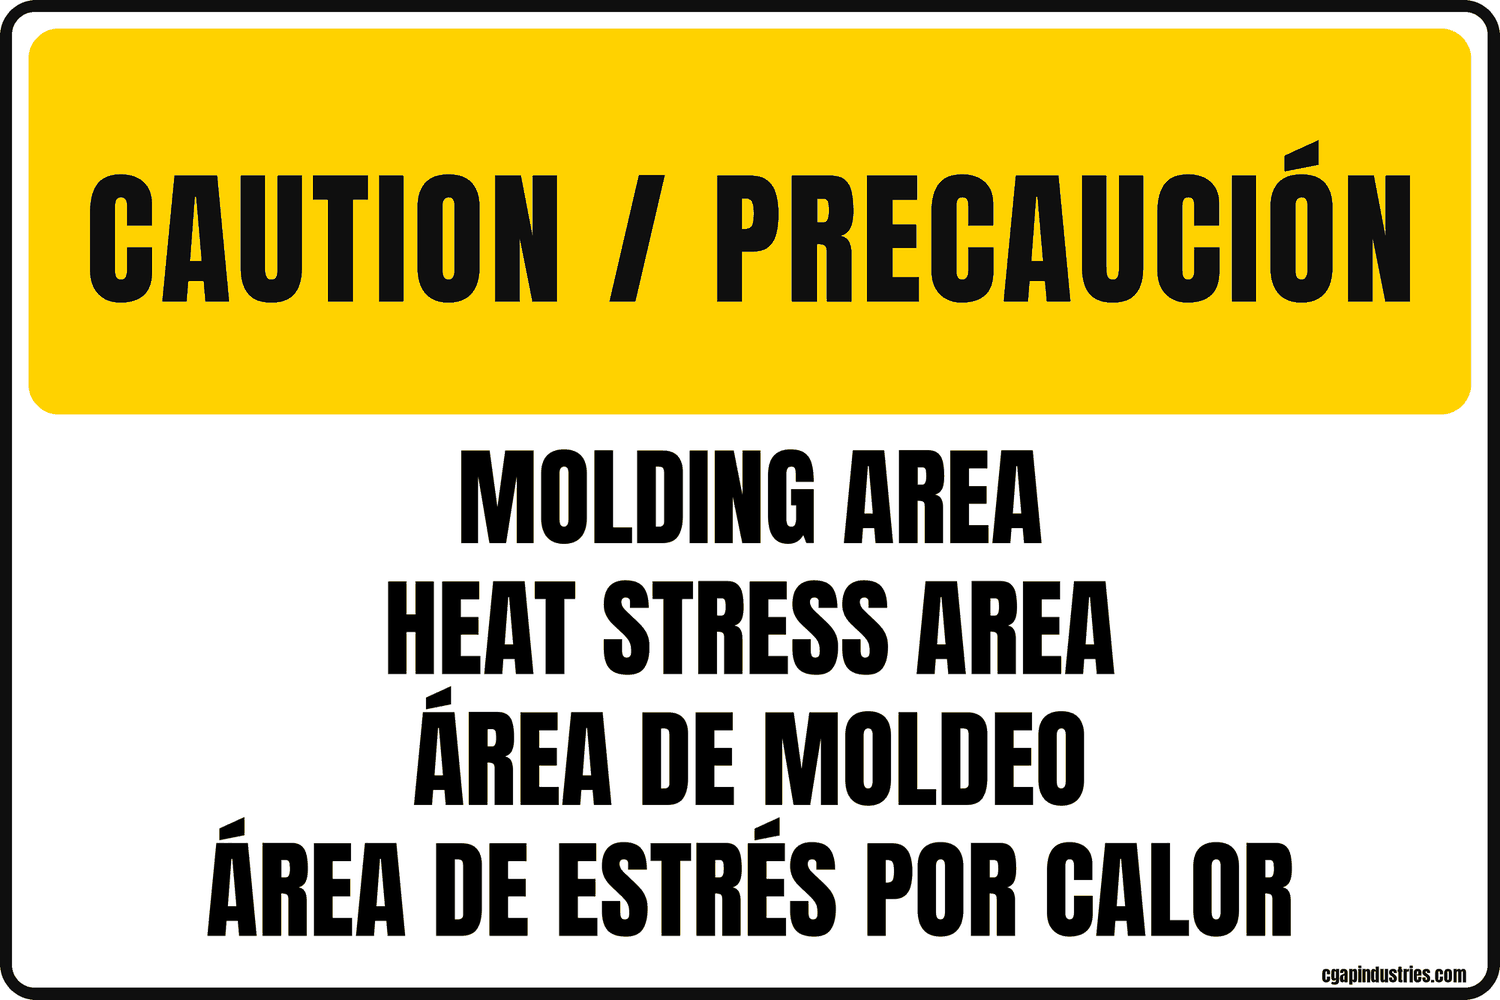 CAUTION / PRECAUCIÓN
MOLDING AREA
HEAT STRESS AREA
ÁREA DE MOLDEO
ÁREA DE ESTRÉS POR CALOR
cgapindustries.com